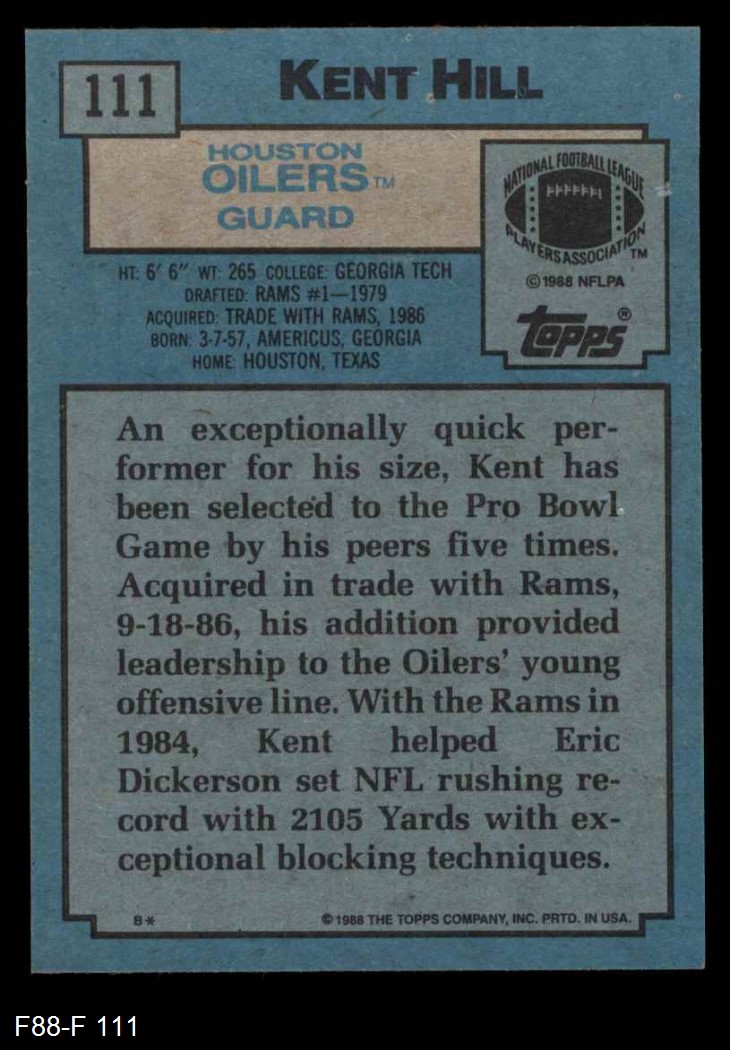 111
KENT HILL
HOUSTON
OILERS™
GUARD
NATIONAL FOOTBALL LEAGUE
PLAYERS ASSOCIATION™
©1988 NFLPA
topps®
HT: 6' 6" WT: 265 COLLEGE: GEORGIA TECH
DRAFTED: RAMS #1—1979
ACQUIRED: TRADE WITH RAMS, 1986
BORN: 3-7-57, AMERICUS, GEORGIA
HOME: HOUSTON, TEXAS
An exceptionally quick per-
former for his size, Kent has
been selected to the Pro Bowl
Game by his peers five times.
Acquired in trade with Rams,
9-18-86, his addition provided
leadership to the Oilers' young
offensive line. With the Rams in
1984, Kent helped Eric
Dickerson set NFL rushing re-
cord with 2105 Yards with ex-
ceptional blocking techniques.
B*
© 1988 THE TOPPS COMPANY, INC. PRTD. IN USA.
F88-F 111